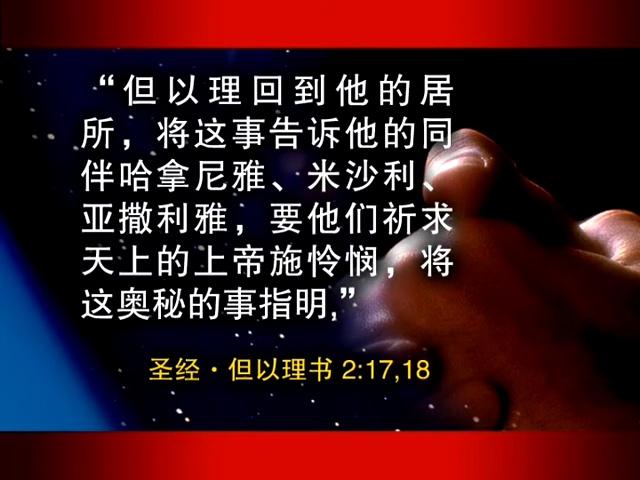 “但以理回到他的居
所，将这事告诉他的同
伴哈拿尼雅、米沙利、
亚撒利雅，要他们祈求
天上的上帝施怜悯，将
这奥秘的事指明,”
圣经·但以理书 2:17,18